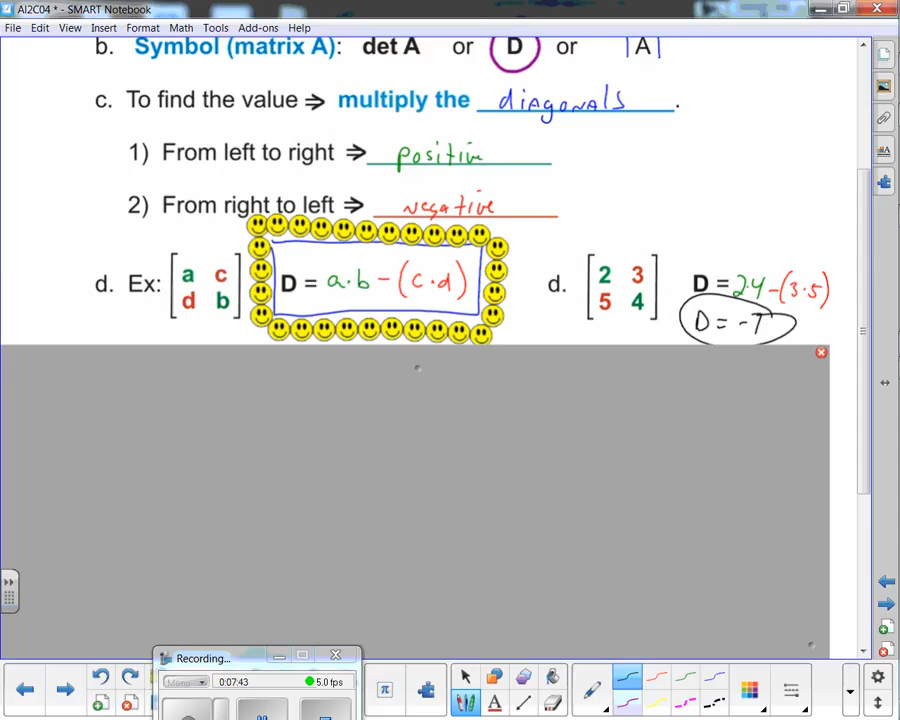 AI2C04 * - SMART Notebook
File Edit View Insert Format Math Tools Add-ons Help
b. Symbol (matrix A): det A or D or |A|
c. To find the value ⇒ multiply the diagonals.
1) From left to right ⇒ positive
2) From right to left ⇒ negative
d. Ex: [a c
d b] D = a·b - (c·d)
d. [2 3
5 4] D = 2·4 - (3·5)
D = -7
Recording...
Menu 0:07:43 5.0 fps
π A